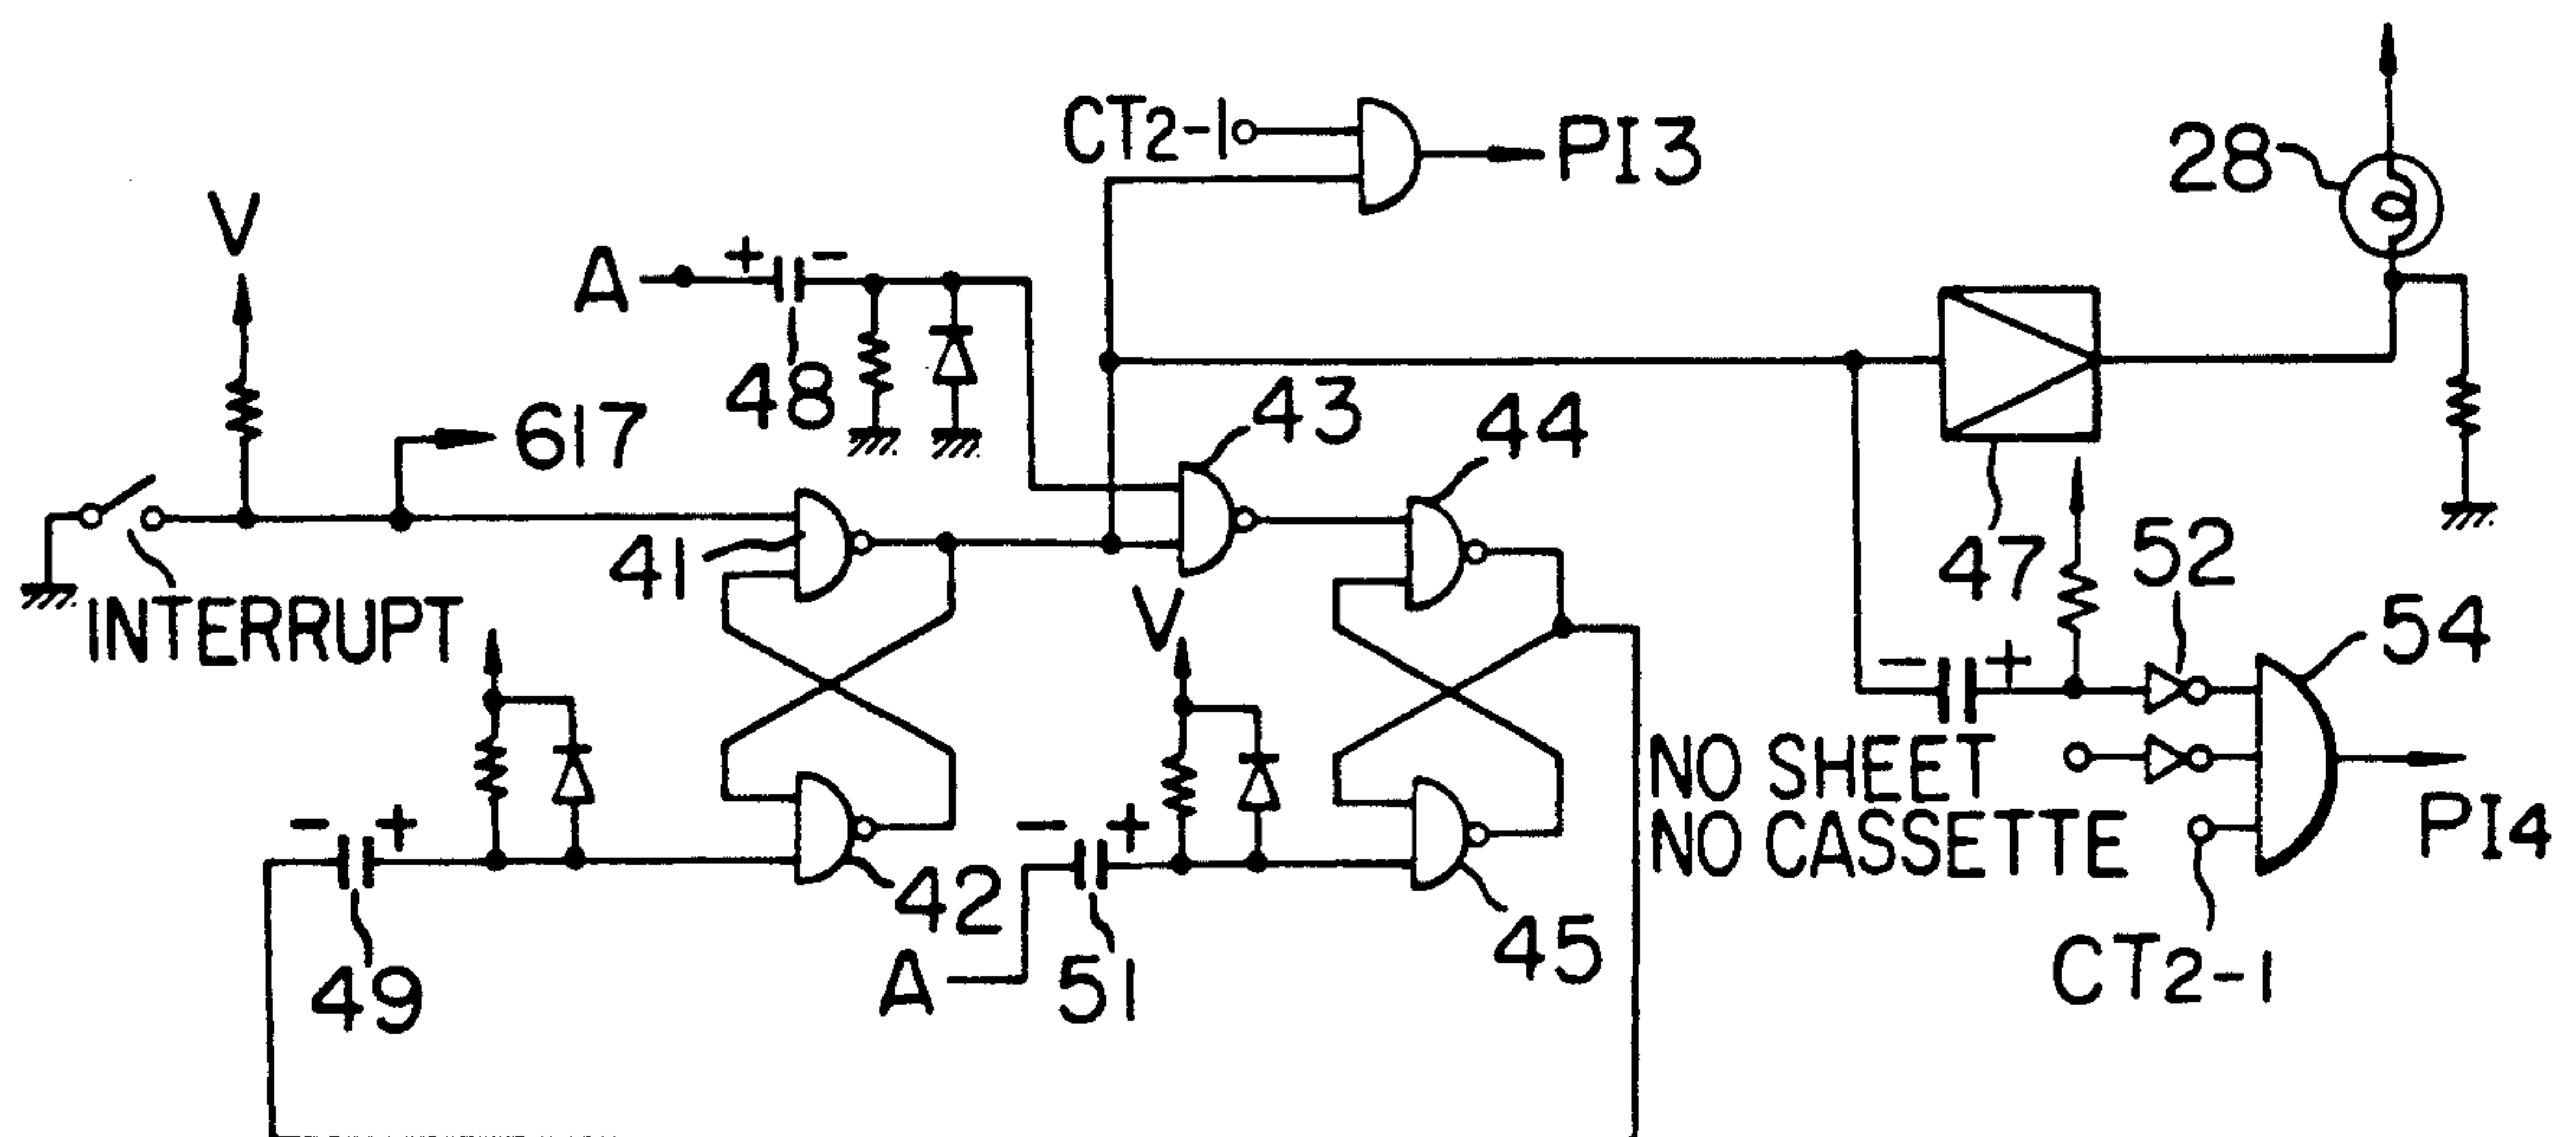 CT2-1
PI3
28
V
A
+ -
48
617
43
44
41
INTERRUPT
V
47
52
54
- +
NO SHEET
NO CASSETTE
PI4
- +
- +
42
49
A
51
45
CT2-1